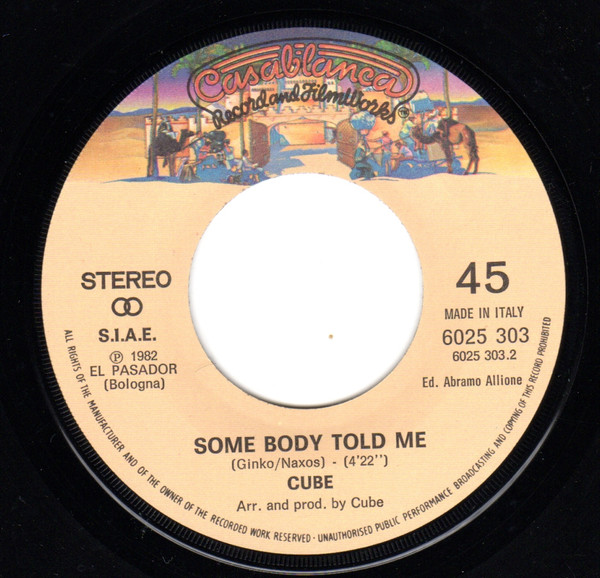 Casablanca
Record and FilmWorks ®
STEREO
S.I.A.E.
℗ 1982
EL PASADOR
(Bologna)
45
MADE IN ITALY
6025 303
6025 303.2
Ed. Abramo Allione
SOME BODY TOLD ME
(Ginko/Naxos) - (4'22'')
CUBE
Arr. and prod. by Cube
ALL RIGHTS OF THE MANUFACTURER AND OF THE OWNER OF THE RECORDED WORK RESERVED - UNAUTHORISED PUBLIC PERFORMANCE BROADCASTING AND COPYING OF THIS RECORD PROHIBITED